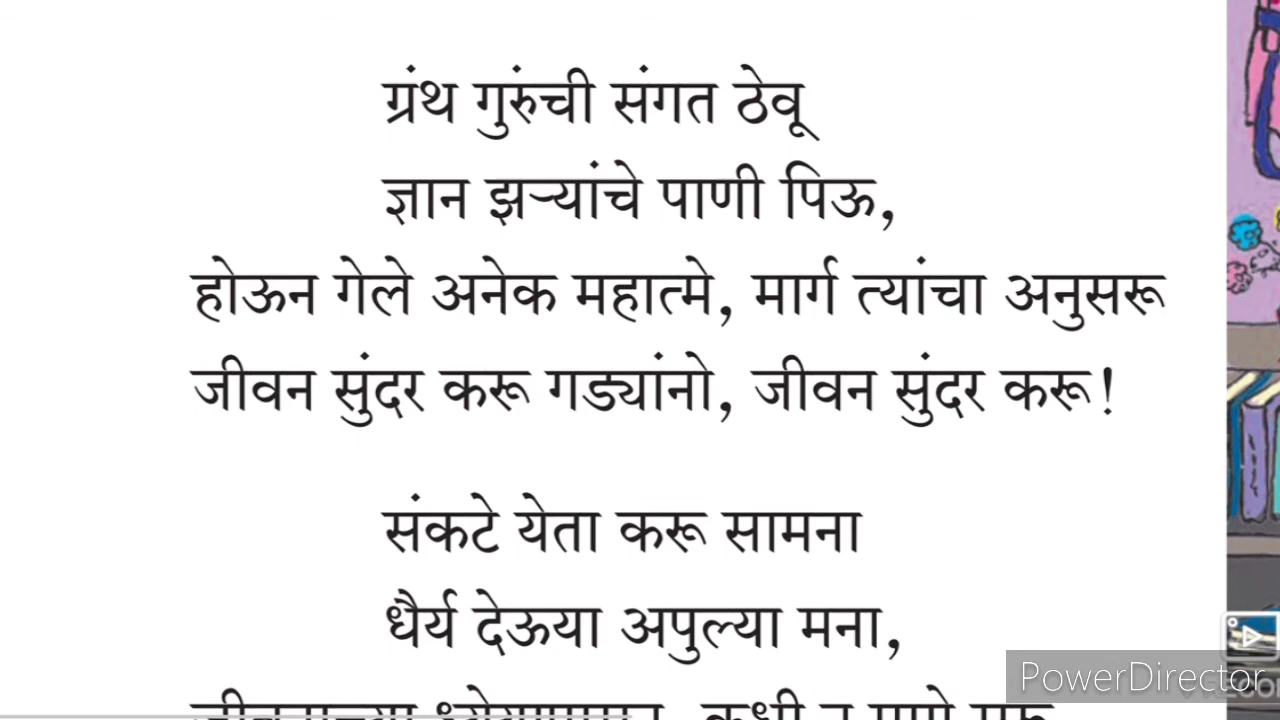 ग्रंथ गुरुंची संगत ठेवू
ज्ञान झऱ्यांचे पाणी पिऊ,
होऊन गेले अनेक महात्मे, मार्ग त्यांचा अनुसरू
जीवन सुंदर करू गड्यांनो, जीवन सुंदर करू!
संकटे येता करू सामना
धैर्य देऊया अपुल्या मना,
PowerDirector